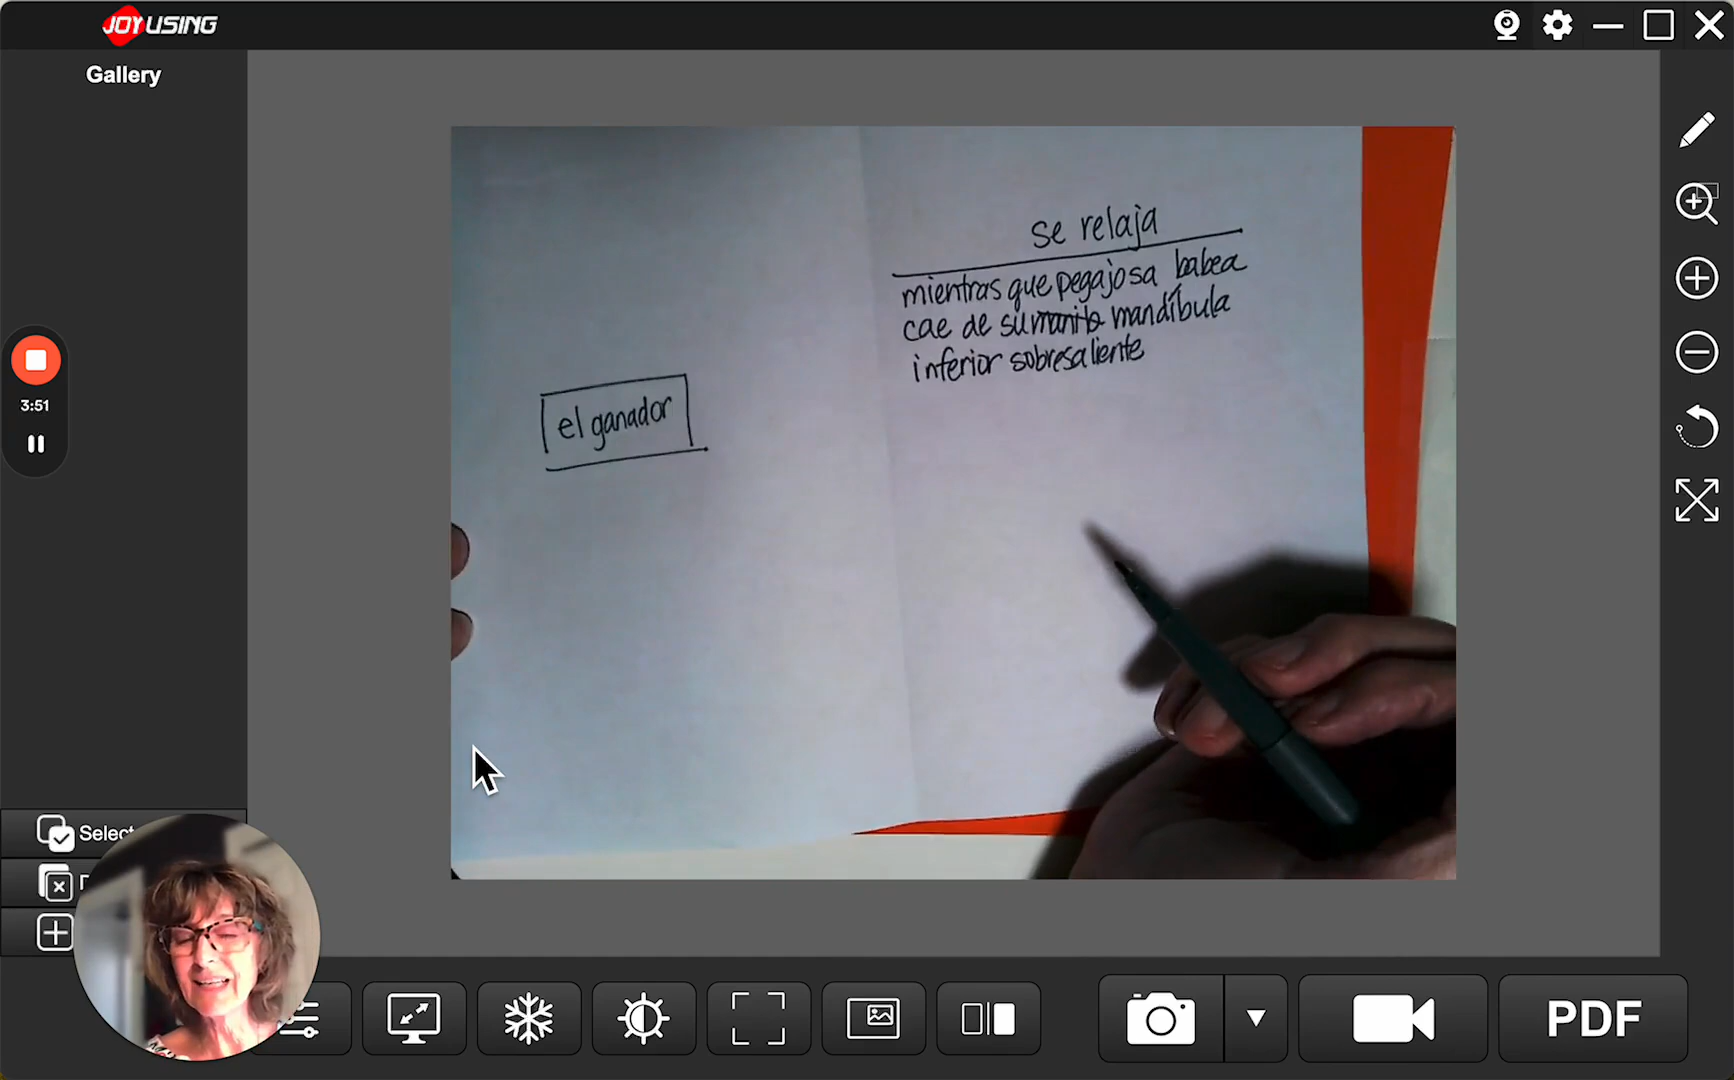 JOYUSING
Gallery
se relaja
mientras que pegajosa babea
cae de su mandíbula
inferior sobresaliente
el ganador
3:51
Select
PDF